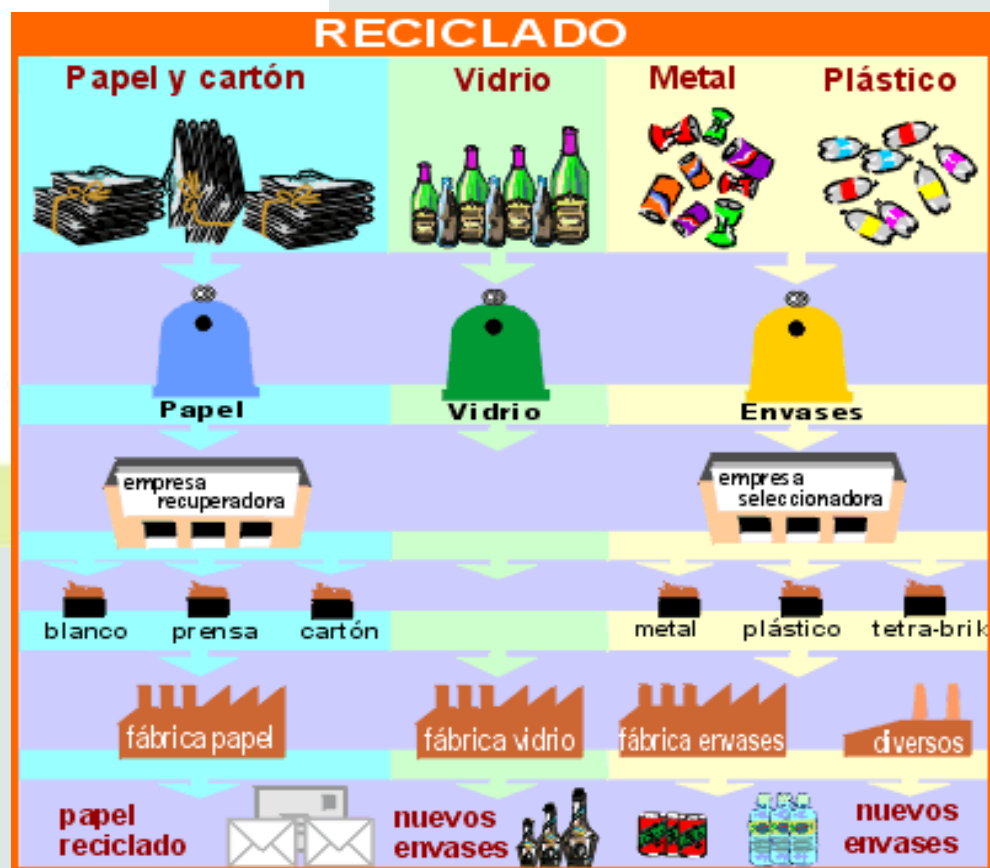 RECICLADO
Papel y cartón
Vidrio
Metal
Plástico
Papel
Vidrio
Envases
empresa
recuperadora
empresa
seleccionadora
blanco
prensa
cartón
metal
plástico
tetra-brik
fábrica papel
fábrica vidrio
fábrica envases
diversos
papel
reciclado
nuevos
envases
nuevos
envases